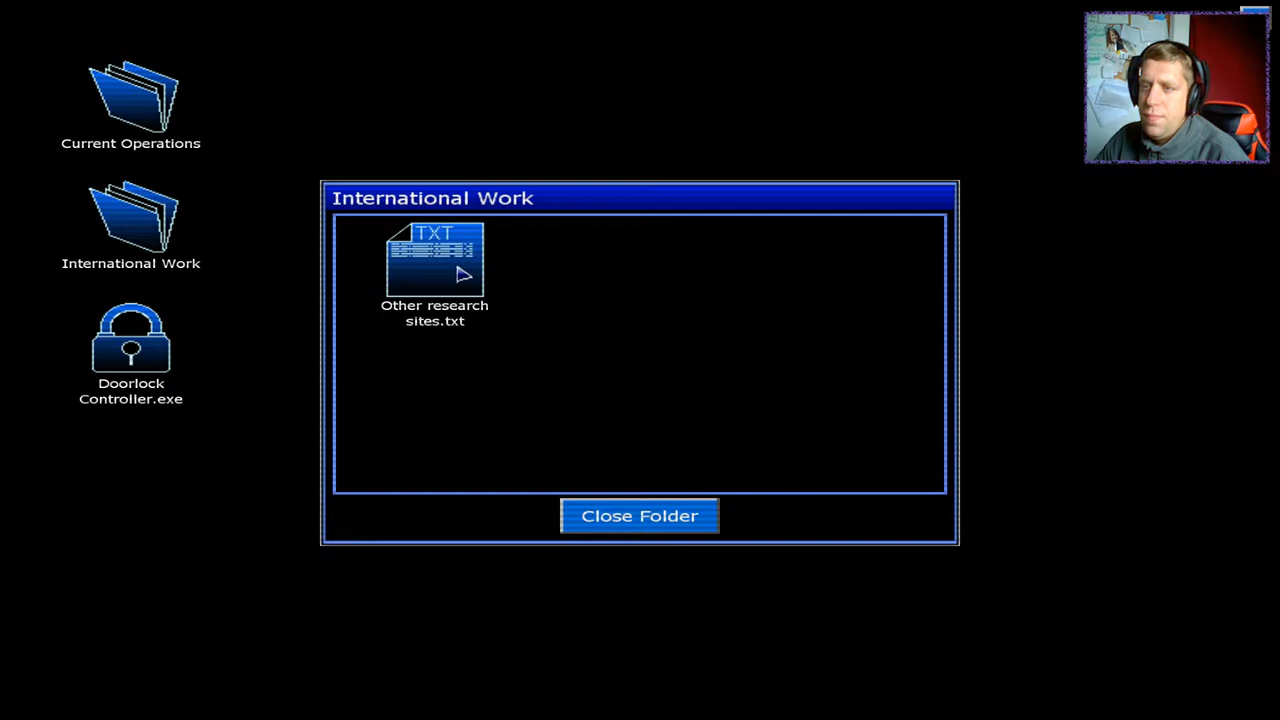 Current Operations
International Work
Doorlock
Controller.exe
International Work
TXT
Other research
sites.txt
Close Folder